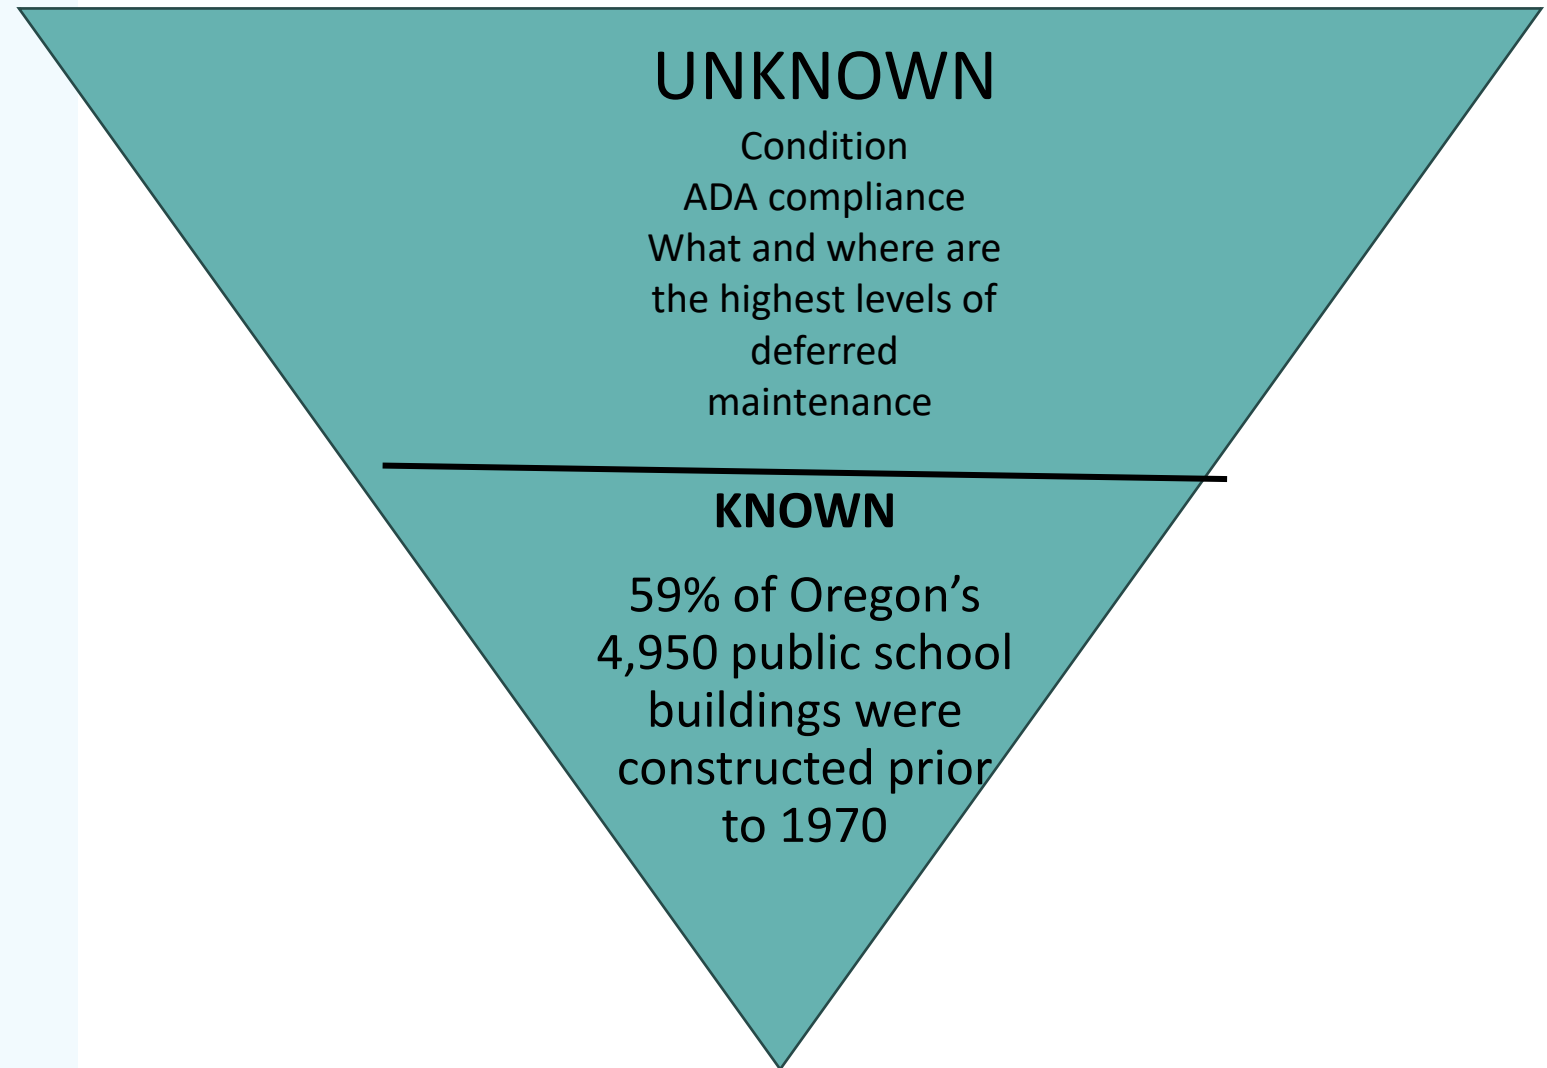 UNKNOWN
Condition
ADA compliance
What and where are
the highest levels of
deferred
maintenance
KNOWN
59% of Oregon’s
4,950 public school
buildings were
constructed prior
to 1970